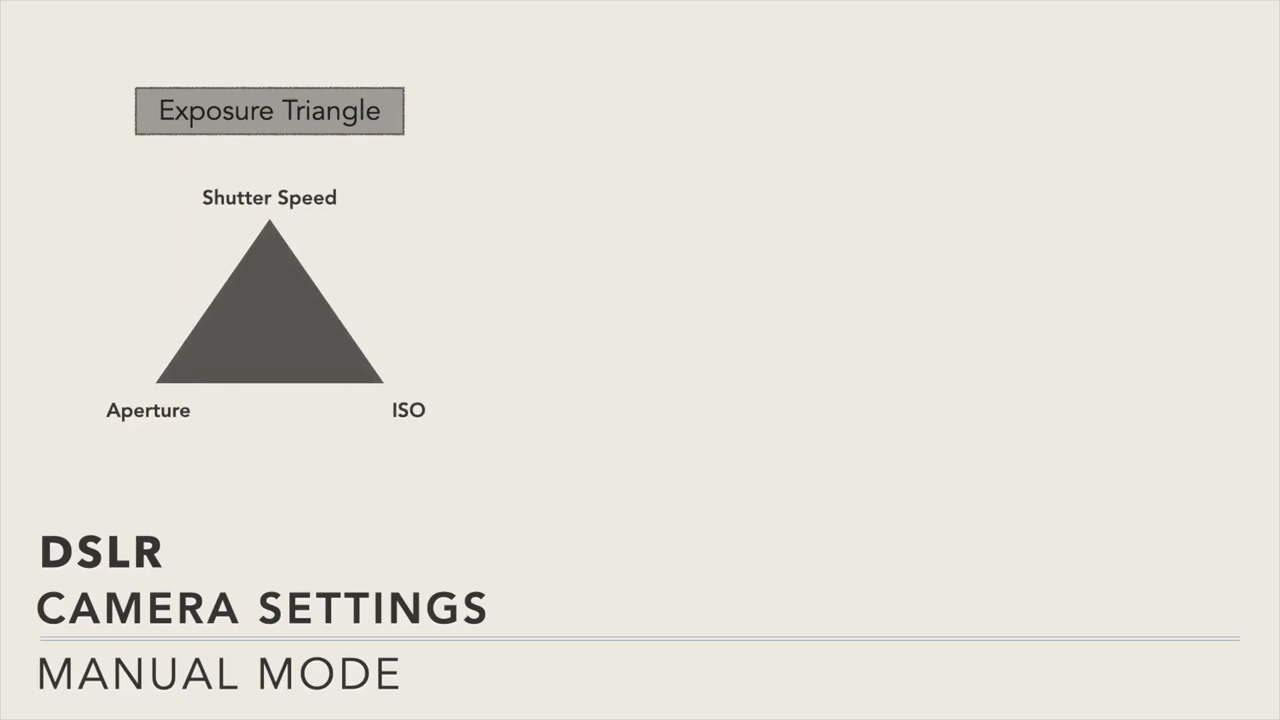 Exposure Triangle
Shutter Speed
Aperture ISO
DSLR
CAMERA SETTINGS
MANUAL MODE